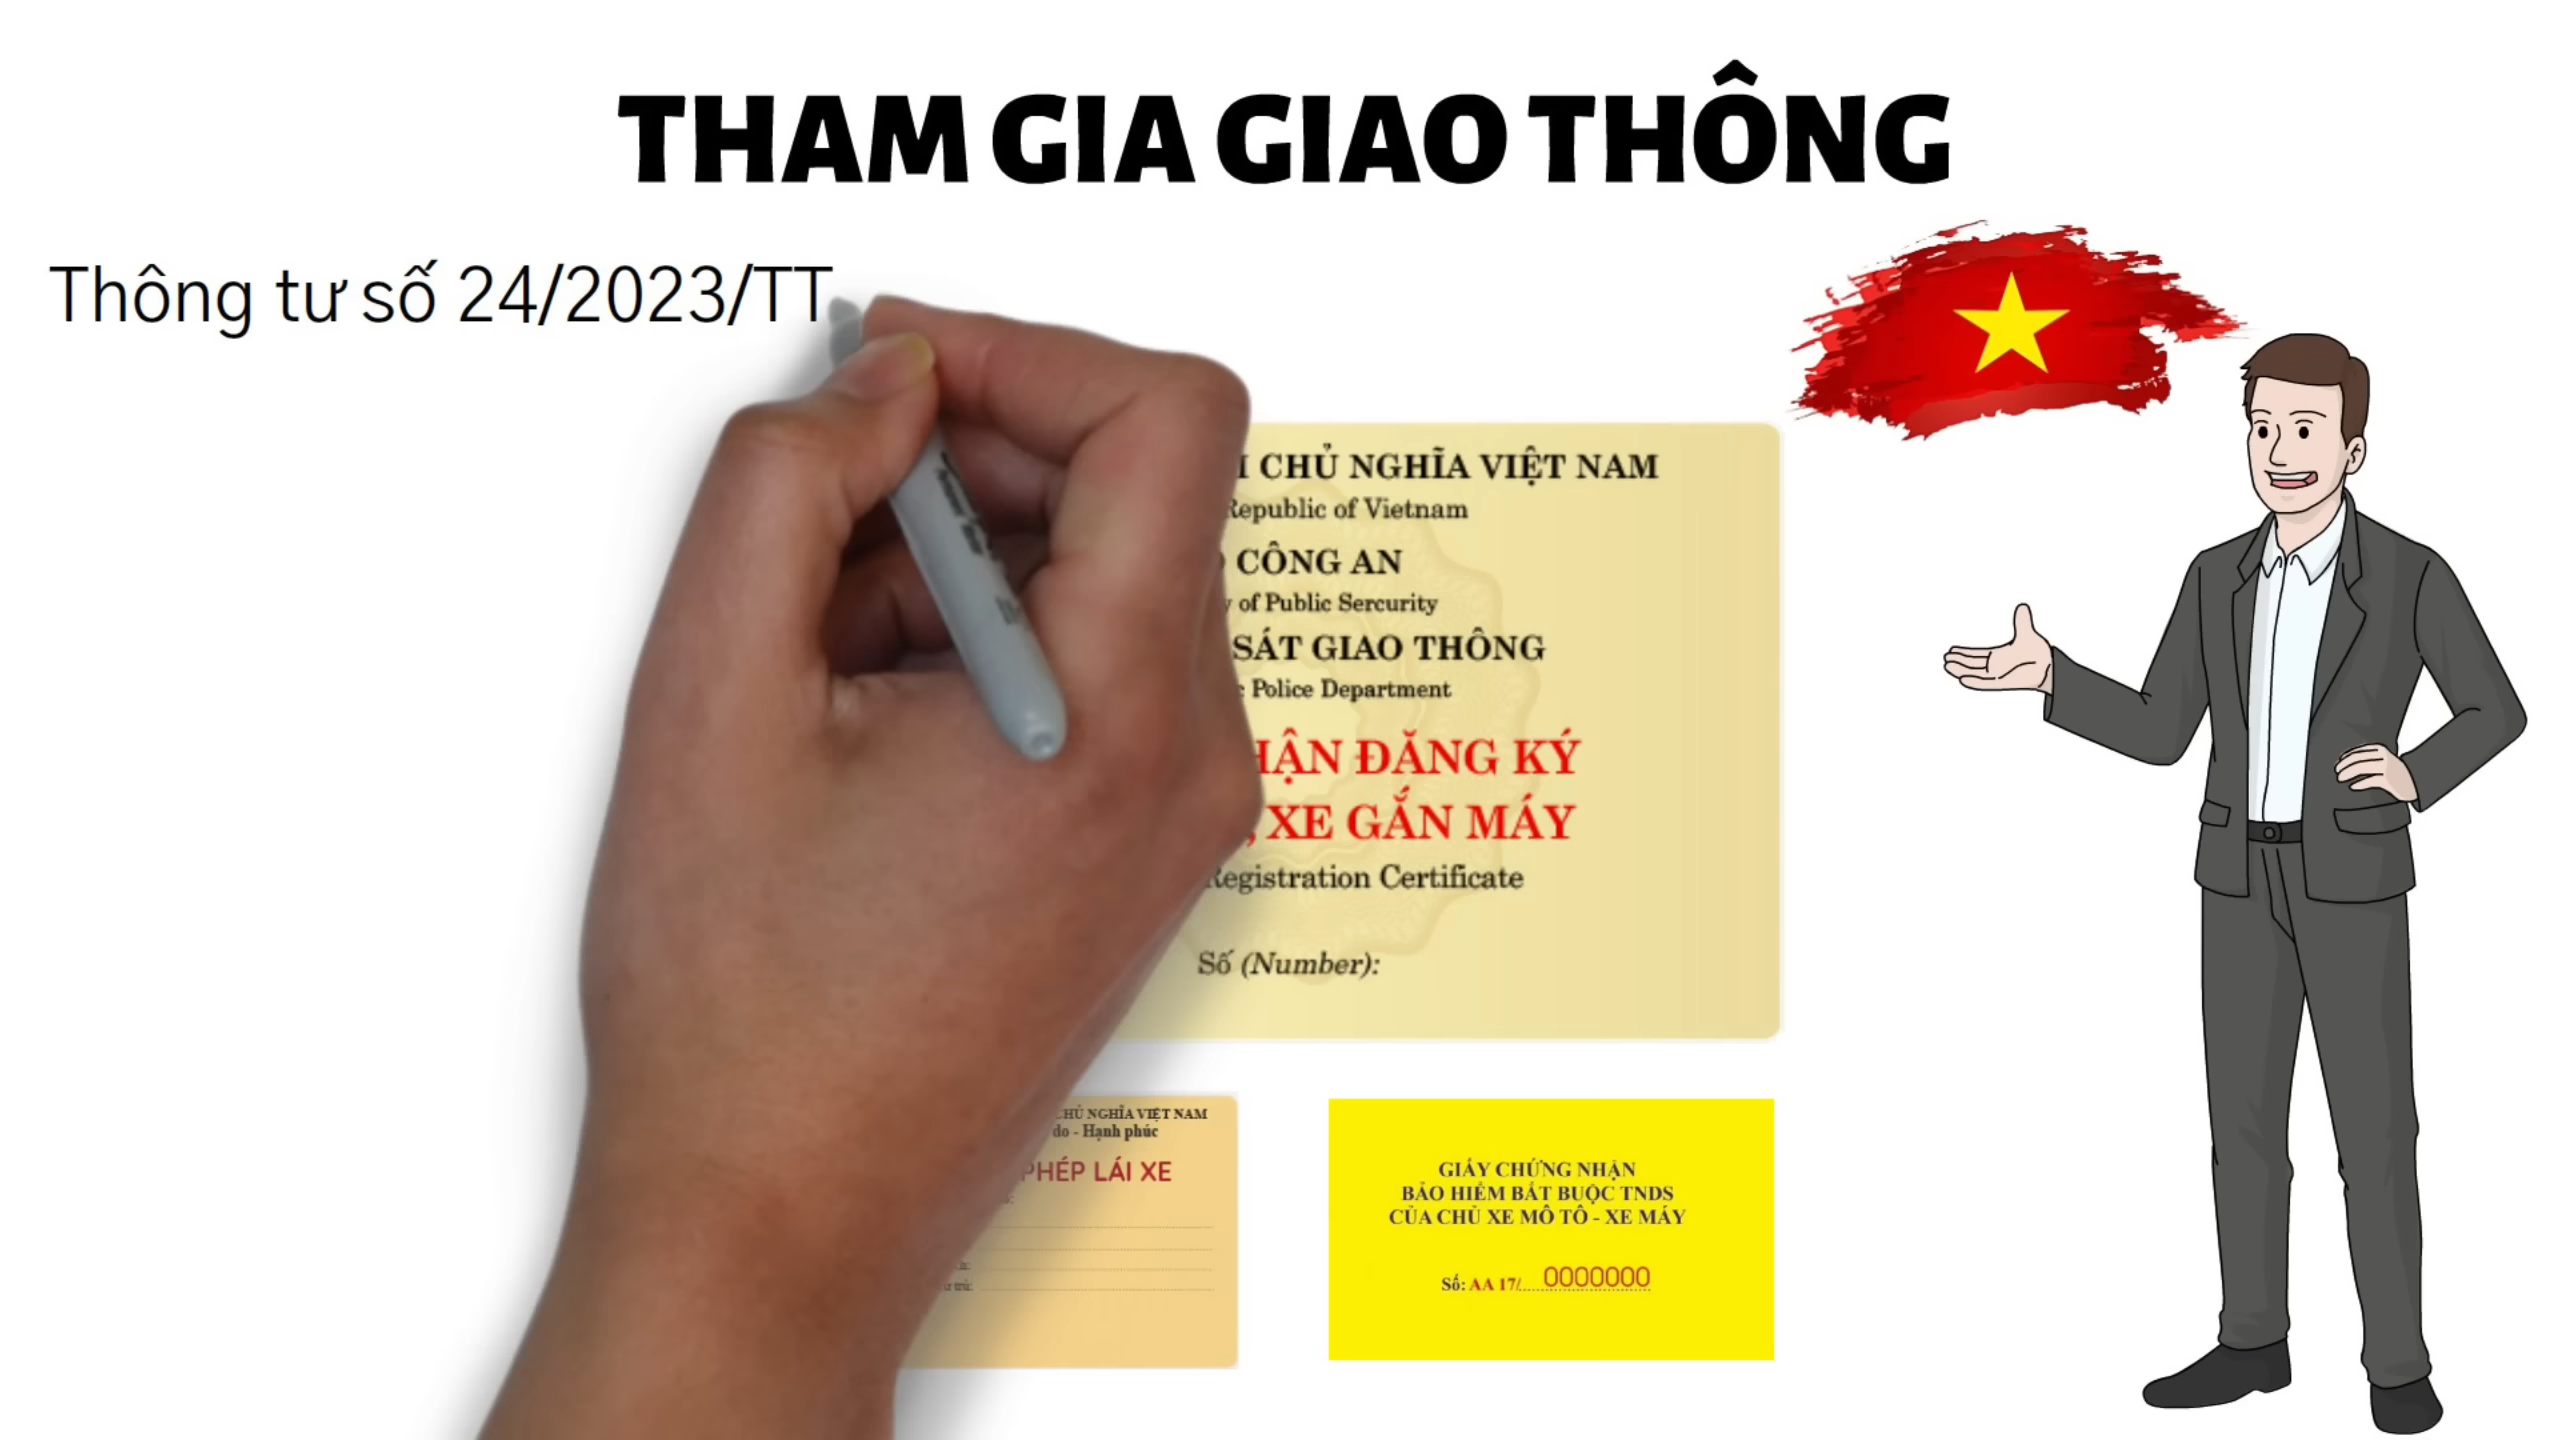 THAM GIA GIAO THÔNG
Thông tư số 24/2023/TT
CHỦ NGHĨA VIỆT NAM
Republic of Vietnam
CÔNG AN
of Public Sercurity
SÁT GIAO THÔNG
Police Department
ĐĂNG KÝ
, XE GẮN MÁY
Registration Certificate
Số (Number):
CHỦ NGHĨA VIỆT NAM
do - Hạnh phúc
PHÉP LÁI XE
GIẤY CHỨNG NHẬN
BẢO HIỂM BẮT BUỘC TNDS
CỦA CHỦ XE MÔ TÔ - XE MÁY
Số: AA 17/ 0000000